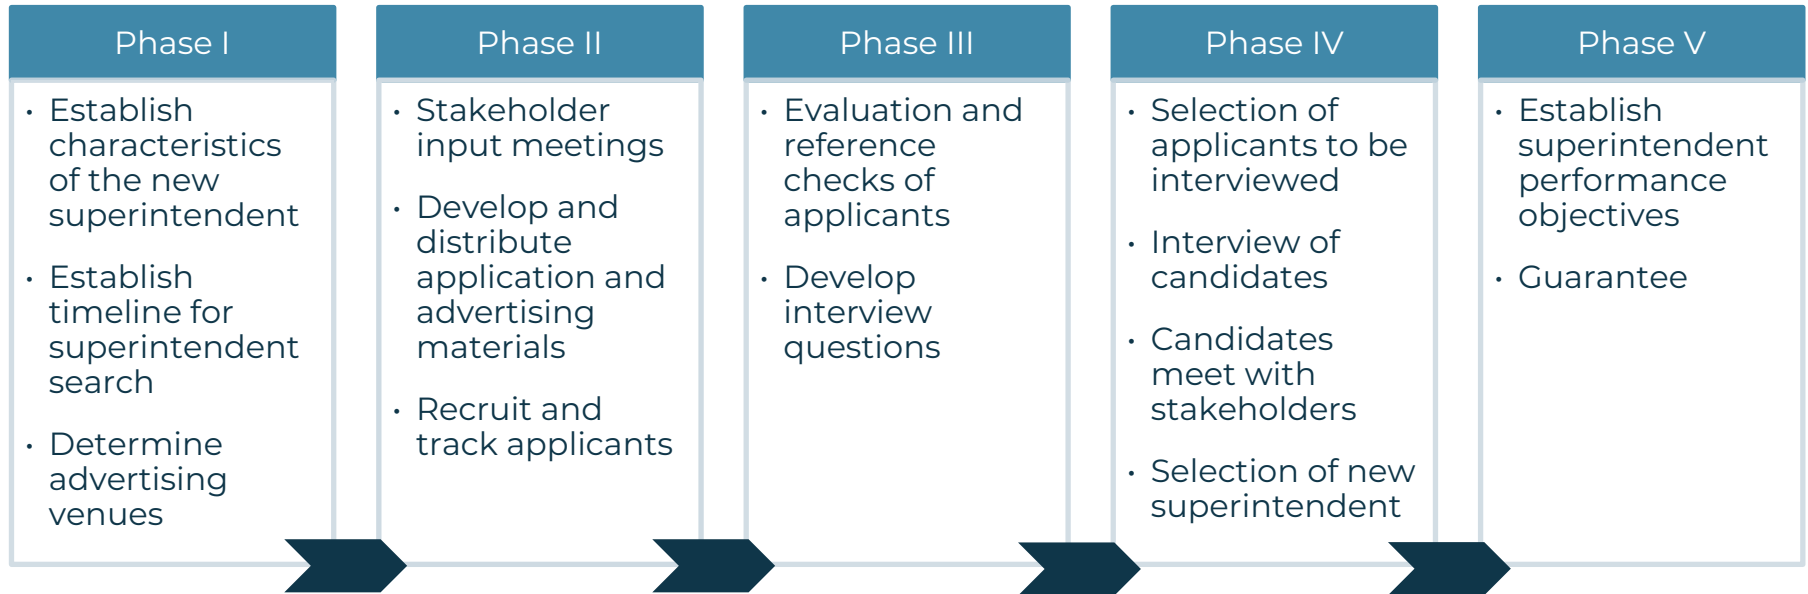 Phase I
• Establish
characteristics
of the new
superintendent
• Establish
timeline for
superintendent
search
• Determine
advertising
venues
Phase II
• Stakeholder
input meetings
• Develop and
distribute
application and
advertising
materials
• Recruit and
track applicants
Phase III
• Evaluation and
reference
checks of
applicants
• Develop
interview
questions
Phase IV
• Selection of
applicants to be
interviewed
• Interview of
candidates
• Candidates
meet with
stakeholders
• Selection of new
superintendent
Phase V
• Establish
superintendent
performance
objectives
• Guarantee